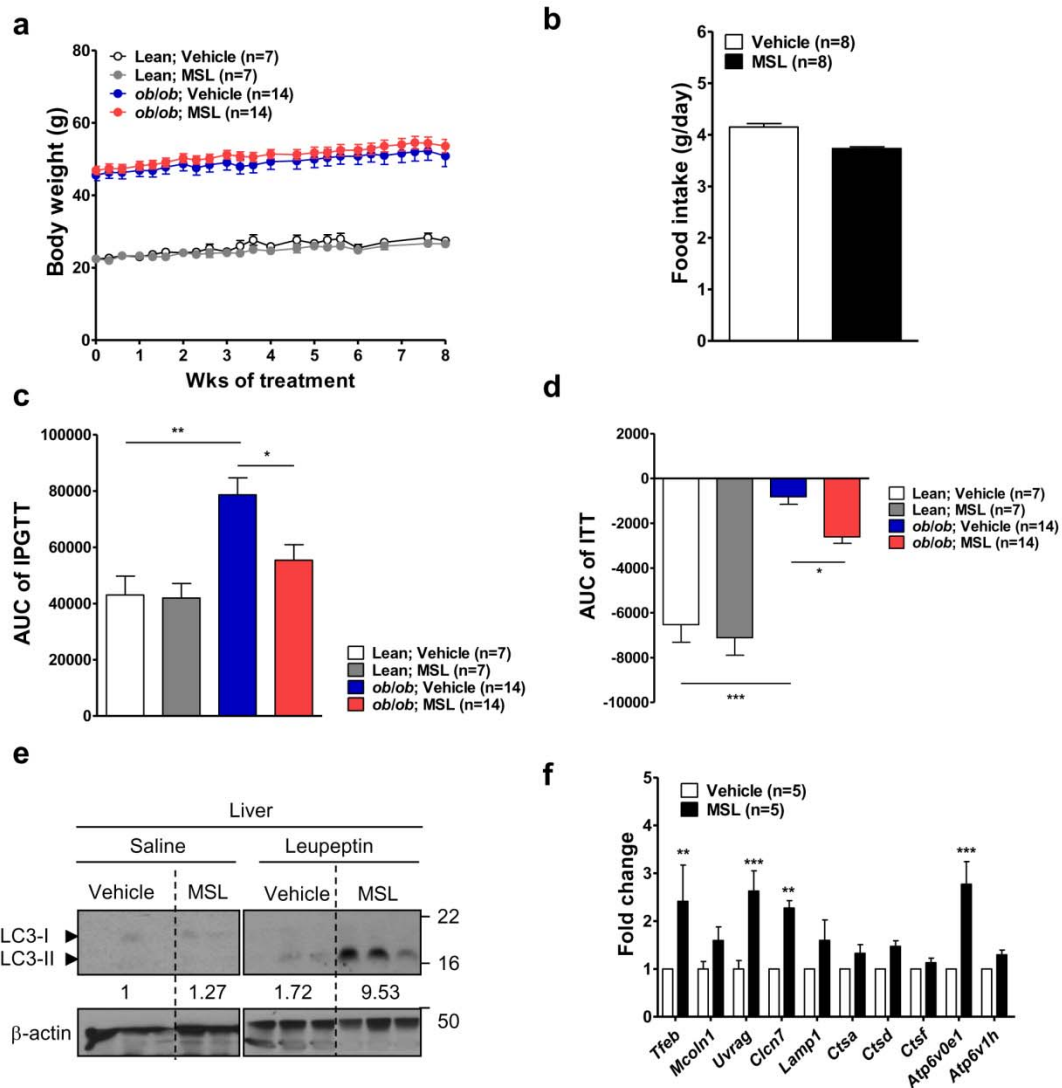 a
Body weight (g)
80
60
40
20
0
Lean; Vehicle (n=7)
Lean; MSL (n=7)
ob/ob; Vehicle (n=14)
ob/ob; MSL (n=14)
0 1 2 3 4 5 6 7 8
Wks of treatment
b
Food intake (g/day)
6
5
4
3
2
1
0
Vehicle (n=8)
MSL (n=8)
c
AUC of IPGTT
100000
80000
60000
40000
20000
0
**
*
Lean; Vehicle (n=7)
Lean; MSL (n=7)
ob/ob; Vehicle (n=14)
ob/ob; MSL (n=14)
d
AUC of ITT
2000
0
-2000
-4000
-6000
-8000
-10000
*
***
Lean; Vehicle (n=7)
Lean; MSL (n=7)
ob/ob; Vehicle (n=14)
ob/ob; MSL (n=14)
e
Liver
Saline Leupeptin
Vehicle MSL Vehicle MSL
22
LC3-I
LC3-II
16
1 1.27 1.72 9.53
50
β-actin
f
Fold change
5
4
3
2
1
0
Vehicle (n=5)
MSL (n=5)
** *** ** ***
Tfeb
Mcoln1
Uvrag
Clcn7
Lamp1
Ctsa
Ctsd
Ctsf
Atp6v0e1
Atp6v1h